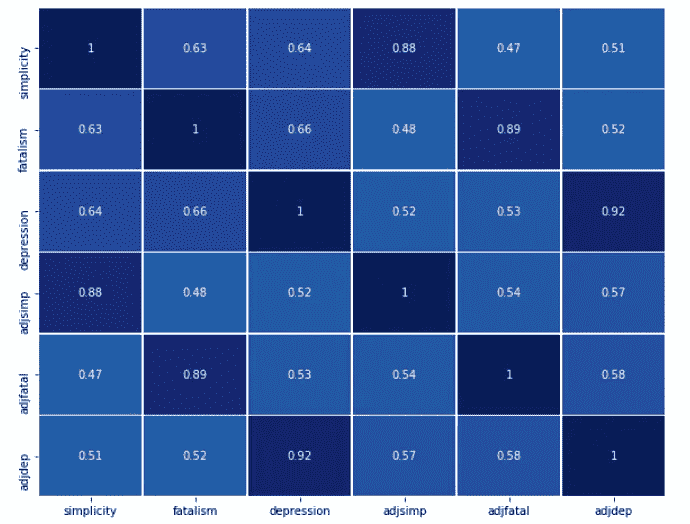 simplicity 1 0.63 0.64 0.88 0.47 0.51
fatalism 0.63 1 0.66 0.48 0.89 0.52
depression 0.64 0.66 1 0.52 0.53 0.92
adjsimp 0.88 0.48 0.52 1 0.54 0.57
adjfatal 0.47 0.89 0.53 0.54 1 0.58
adjdep 0.51 0.52 0.92 0.57 0.58 1
simplicity fatalism depression adjsimp adjfatal adjdep